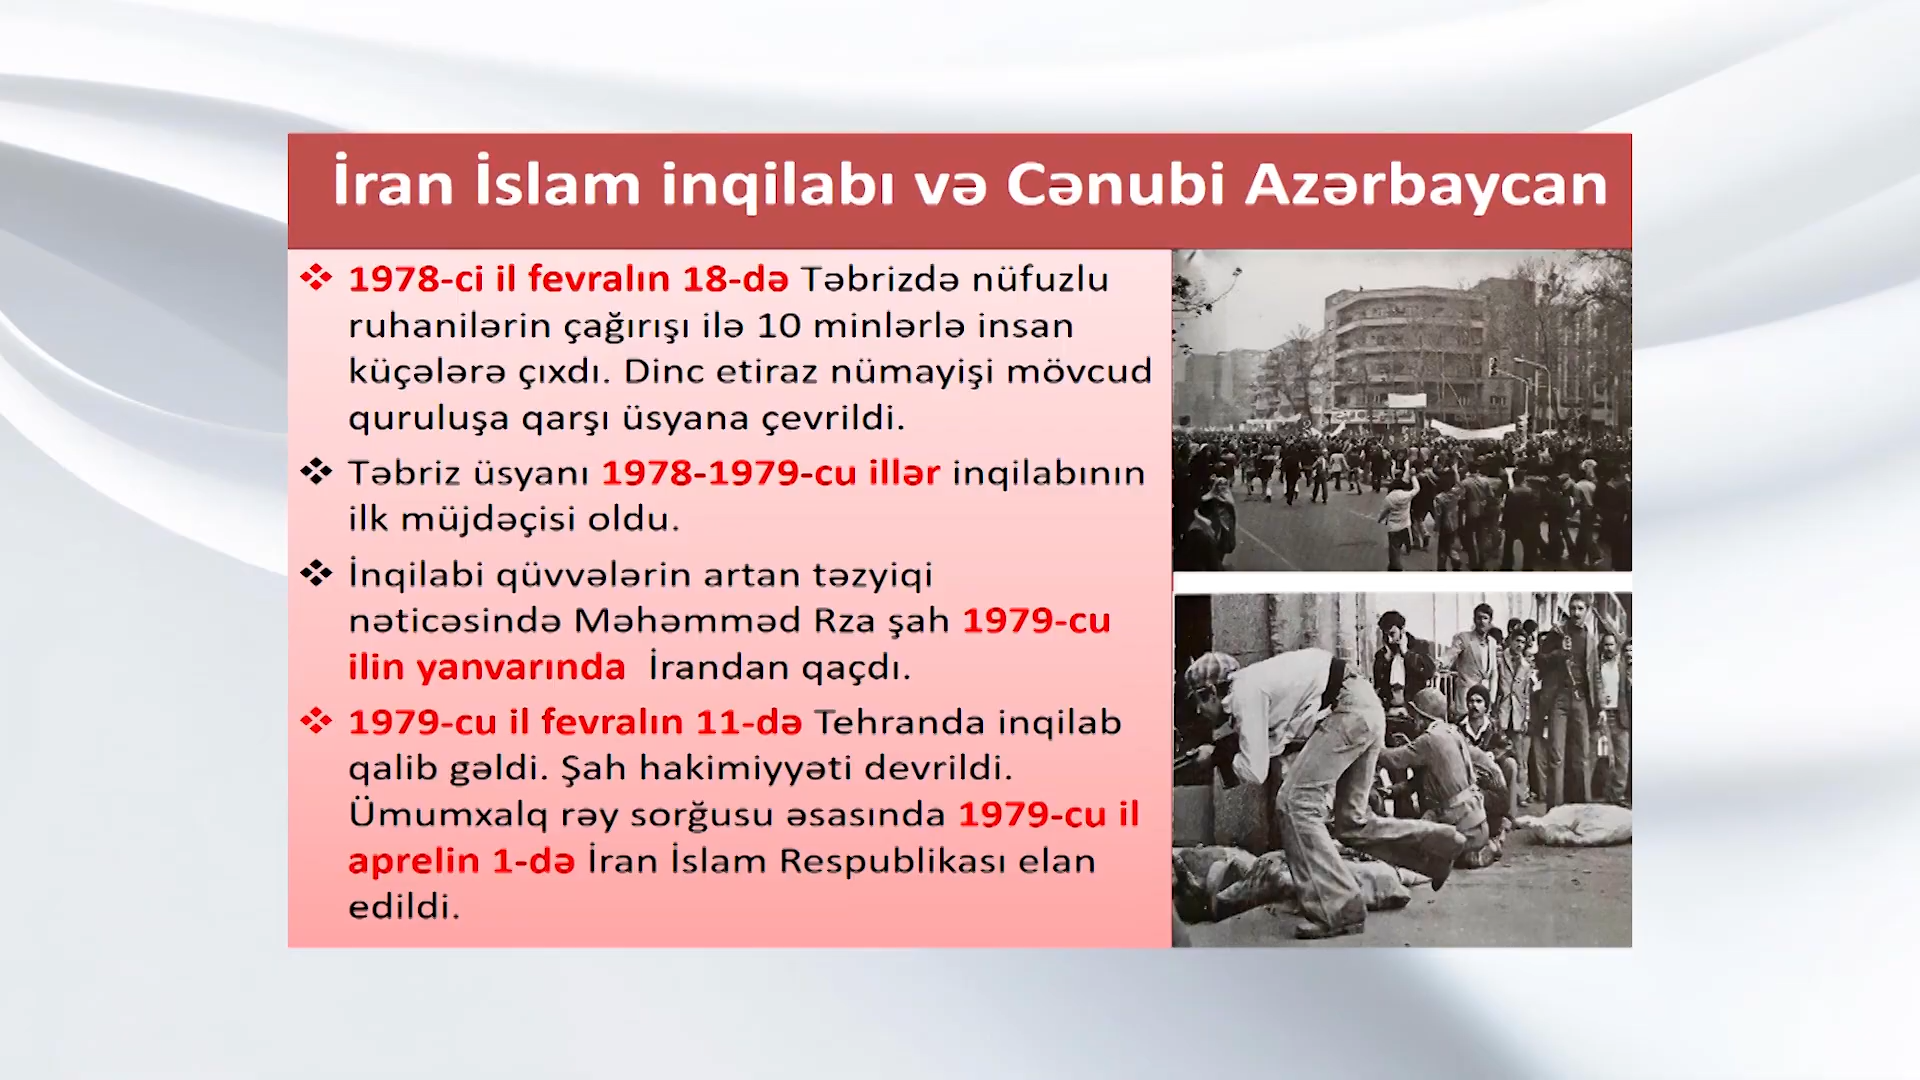 İran İslam inqilabı və Cənubi Azərbaycan
1978-ci il fevralın 18-də Təbrizdə nüfuzlu
ruhanilərin çağırışı ilə 10 minlərlə insan
küçələrə çıxdı. Dinc etiraz nümayişi mövcud
quruluşa qarşı üsyana çevrildi.
Təbriz üsyanı 1978-1979-cu illər inqilabının
ilk müjdəçisi oldu.
İnqilabi qüvvələrin artan təzyiqi
nəticəsində Məhəmməd Rza şah 1979-cu
ilin yanvarında İrandan qaçdı.
1979-cu il fevralın 11-də Tehranda inqilab
qalib gəldi. Şah hakimiyyəti devrildi.
Ümumxalq rəy sorğusu əsasında 1979-cu il
aprelin 1-də İran İslam Respublikası elan
edildi.